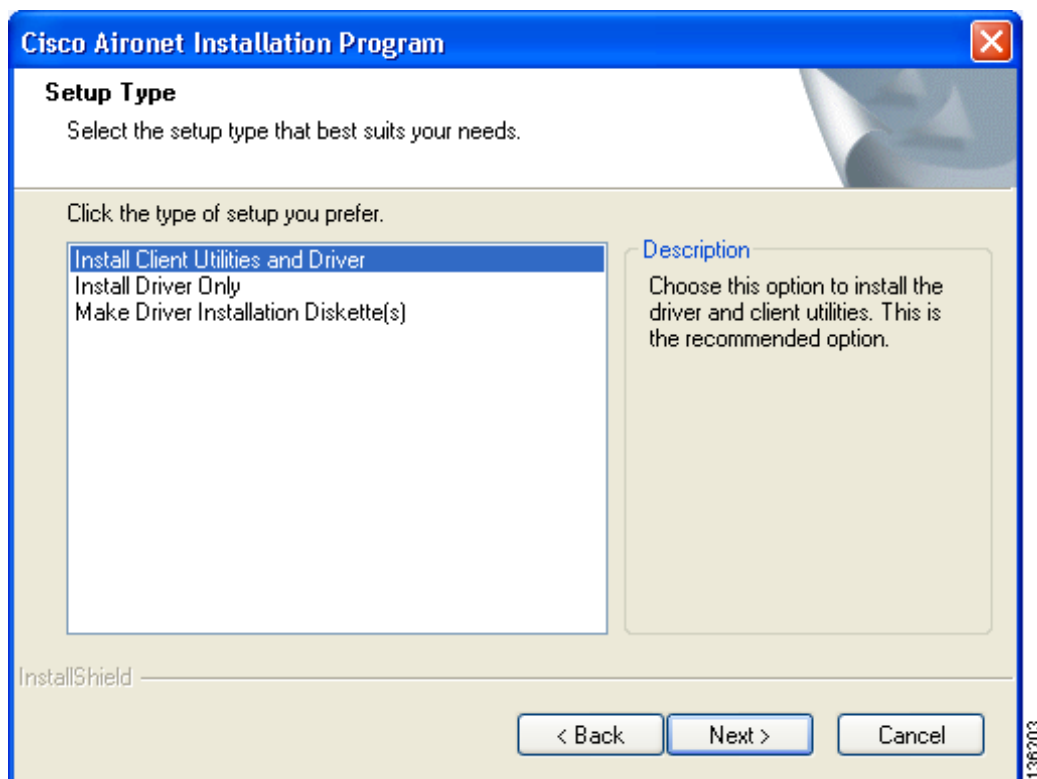 Cisco Aironet Installation Program
Setup Type
Select the setup type that best suits your needs.
Click the type of setup you prefer.
Install Client Utilities and Driver
Install Driver Only
Make Driver Installation Diskette(s)
Description
Choose this option to install the
driver and client utilities. This is
the recommended option.
InstallShield
< Back
Next >
Cancel
136203